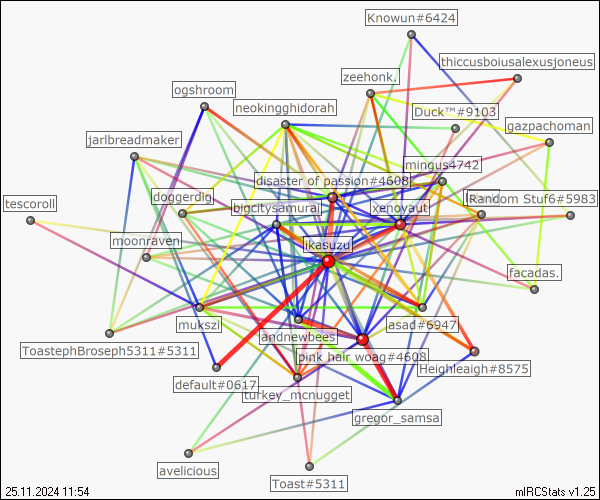 Knowun#6424
thiccusboiusalexusjoneus
zeehonk.
ogshroom
neokingghidorah
Duck™#9103
gazpachoman
jarlbreadmaker
mingus4742
disaster of passion#4608
doggerdig
Random Stuf6#5983
tescoroll
bigcitysamurai
xenovaut
moonraven
ikasuzu
facadas.
mukszi
asad#6947
andnewbees
ToastephBroseph5311#5311
pink hair woag#4608
Heighleaigh#8575
default#0617
turkey_mcnugget
gregor_samsa
avelicious
Toast#5311
25.11.2024 11:54
mIRCStats v1.25